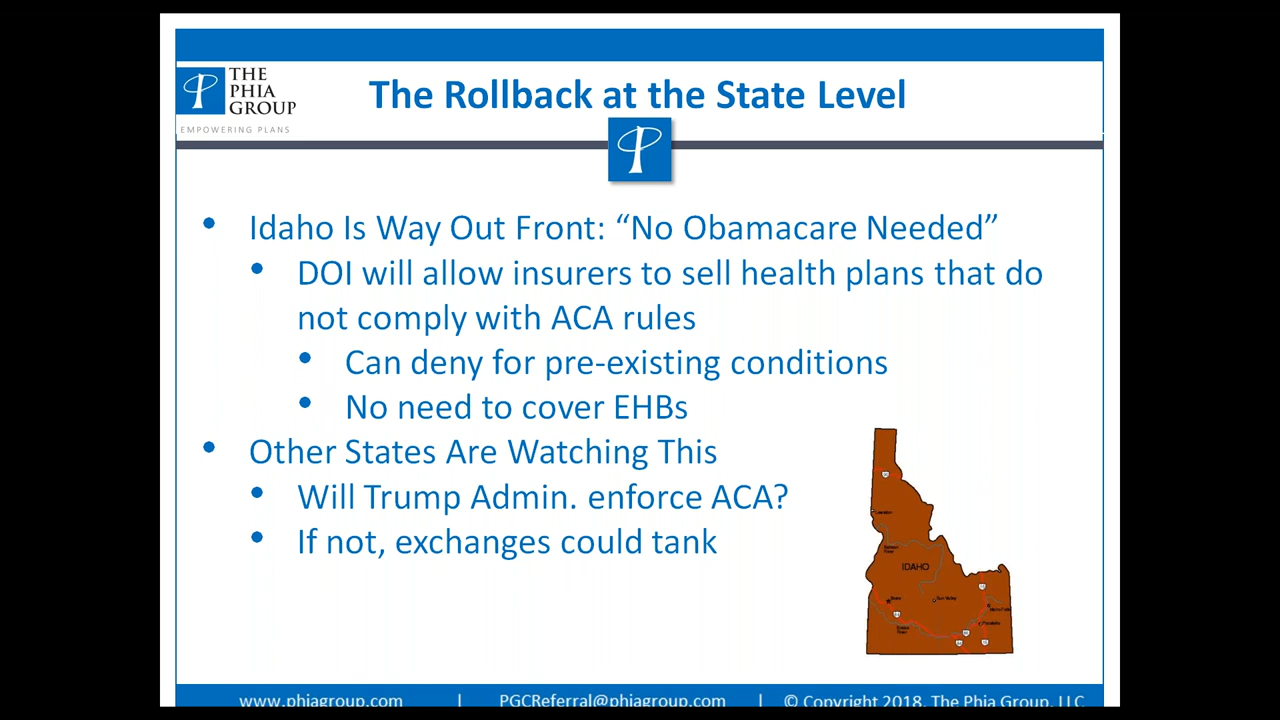 THE
PHIA
GROUP
EMPOWERING PLANS
The Rollback at the State Level
• Idaho Is Way Out Front: “No Obamacare Needed”
• DOI will allow insurers to sell health plans that do
not comply with ACA rules
• Can deny for pre-existing conditions
• No need to cover EHBs
• Other States Are Watching This
• Will Trump Admin. enforce ACA?
• If not, exchanges could tank
IDAHO
Sun Valley
www.phiagroup.com | PGCReferral@phiagroup.com | © Copyright 2018. The Phia Group, LLC